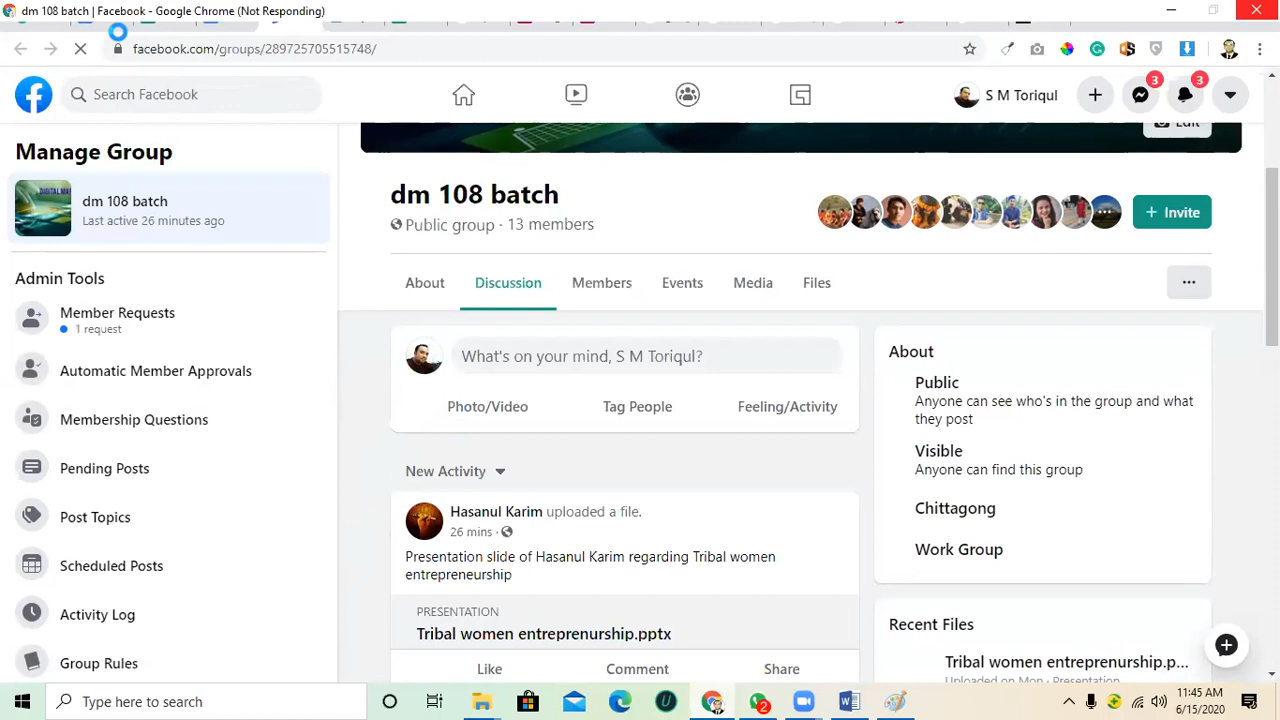 dm 108 batch | Facebook - Google Chrome (Not Responding)
facebook.com/groups/289725705515748/
Search Facebook
S M Toriqul
3
3
Manage Group
dm 108 batch
Last active 26 minutes ago
Admin Tools
Member Requests
1 request
Automatic Member Approvals
Membership Questions
Pending Posts
Post Topics
Scheduled Posts
Activity Log
Group Rules
Edit
dm 108 batch
Public group · 13 members
+ Invite
About
Discussion
Members
Events
Media
Files
What's on your mind, S M Toriqul?
Photo/Video
Tag People
Feeling/Activity
New Activity
Hasanul Karim uploaded a file.
26 mins ·
Presentation slide of Hasanul Karim regarding Tribal women
entrepreneurship
PRESENTATION
Tribal women entreprenurship.pptx
Like
Comment
Share
About
Public
Anyone can see who's in the group and what
they post
Visible
Anyone can find this group
Chittagong
Work Group
Recent Files
Tribal women entreprenurship.p...
Uploaded on Mon · Presentation
Type here to search
2
11:45 AM
6/15/2020